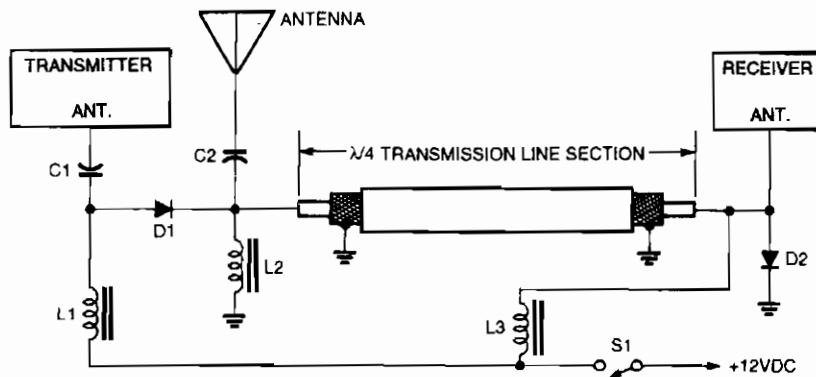 ANTENNA
TRANSMITTER
ANT.
RECEIVER
ANT.
C1
C2
λ/4 TRANSMISSION LINE SECTION
D1
L2
D2
L1
L3
S1
+12VDC